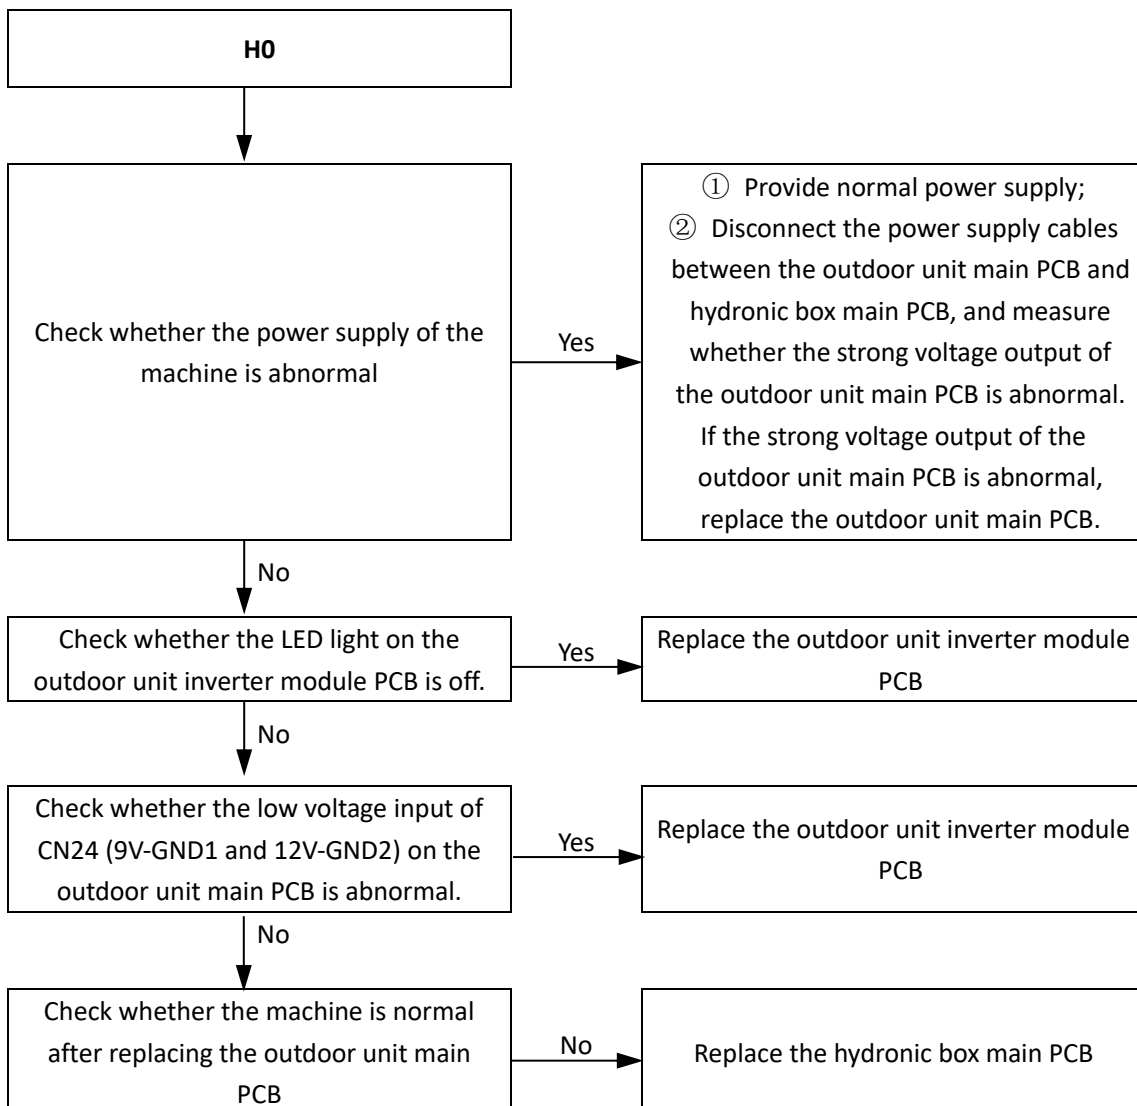 H0
Check whether the power supply of the
machine is abnormal
Yes
① Provide normal power supply;
② Disconnect the power supply cables
between the outdoor unit main PCB and
hydronic box main PCB, and measure
whether the strong voltage output of
the outdoor unit main PCB is abnormal.
If the strong voltage output of the
outdoor unit main PCB is abnormal,
replace the outdoor unit main PCB.
No
Check whether the LED light on the
outdoor unit inverter module PCB is off.
Yes
Replace the outdoor unit inverter module
PCB
No
Check whether the low voltage input of
CN24 (9V-GND1 and 12V-GND2) on the
outdoor unit main PCB is abnormal.
Yes
Replace the outdoor unit inverter module
PCB
No
Check whether the machine is normal
after replacing the outdoor unit main
PCB
No
Replace the hydronic box main PCB